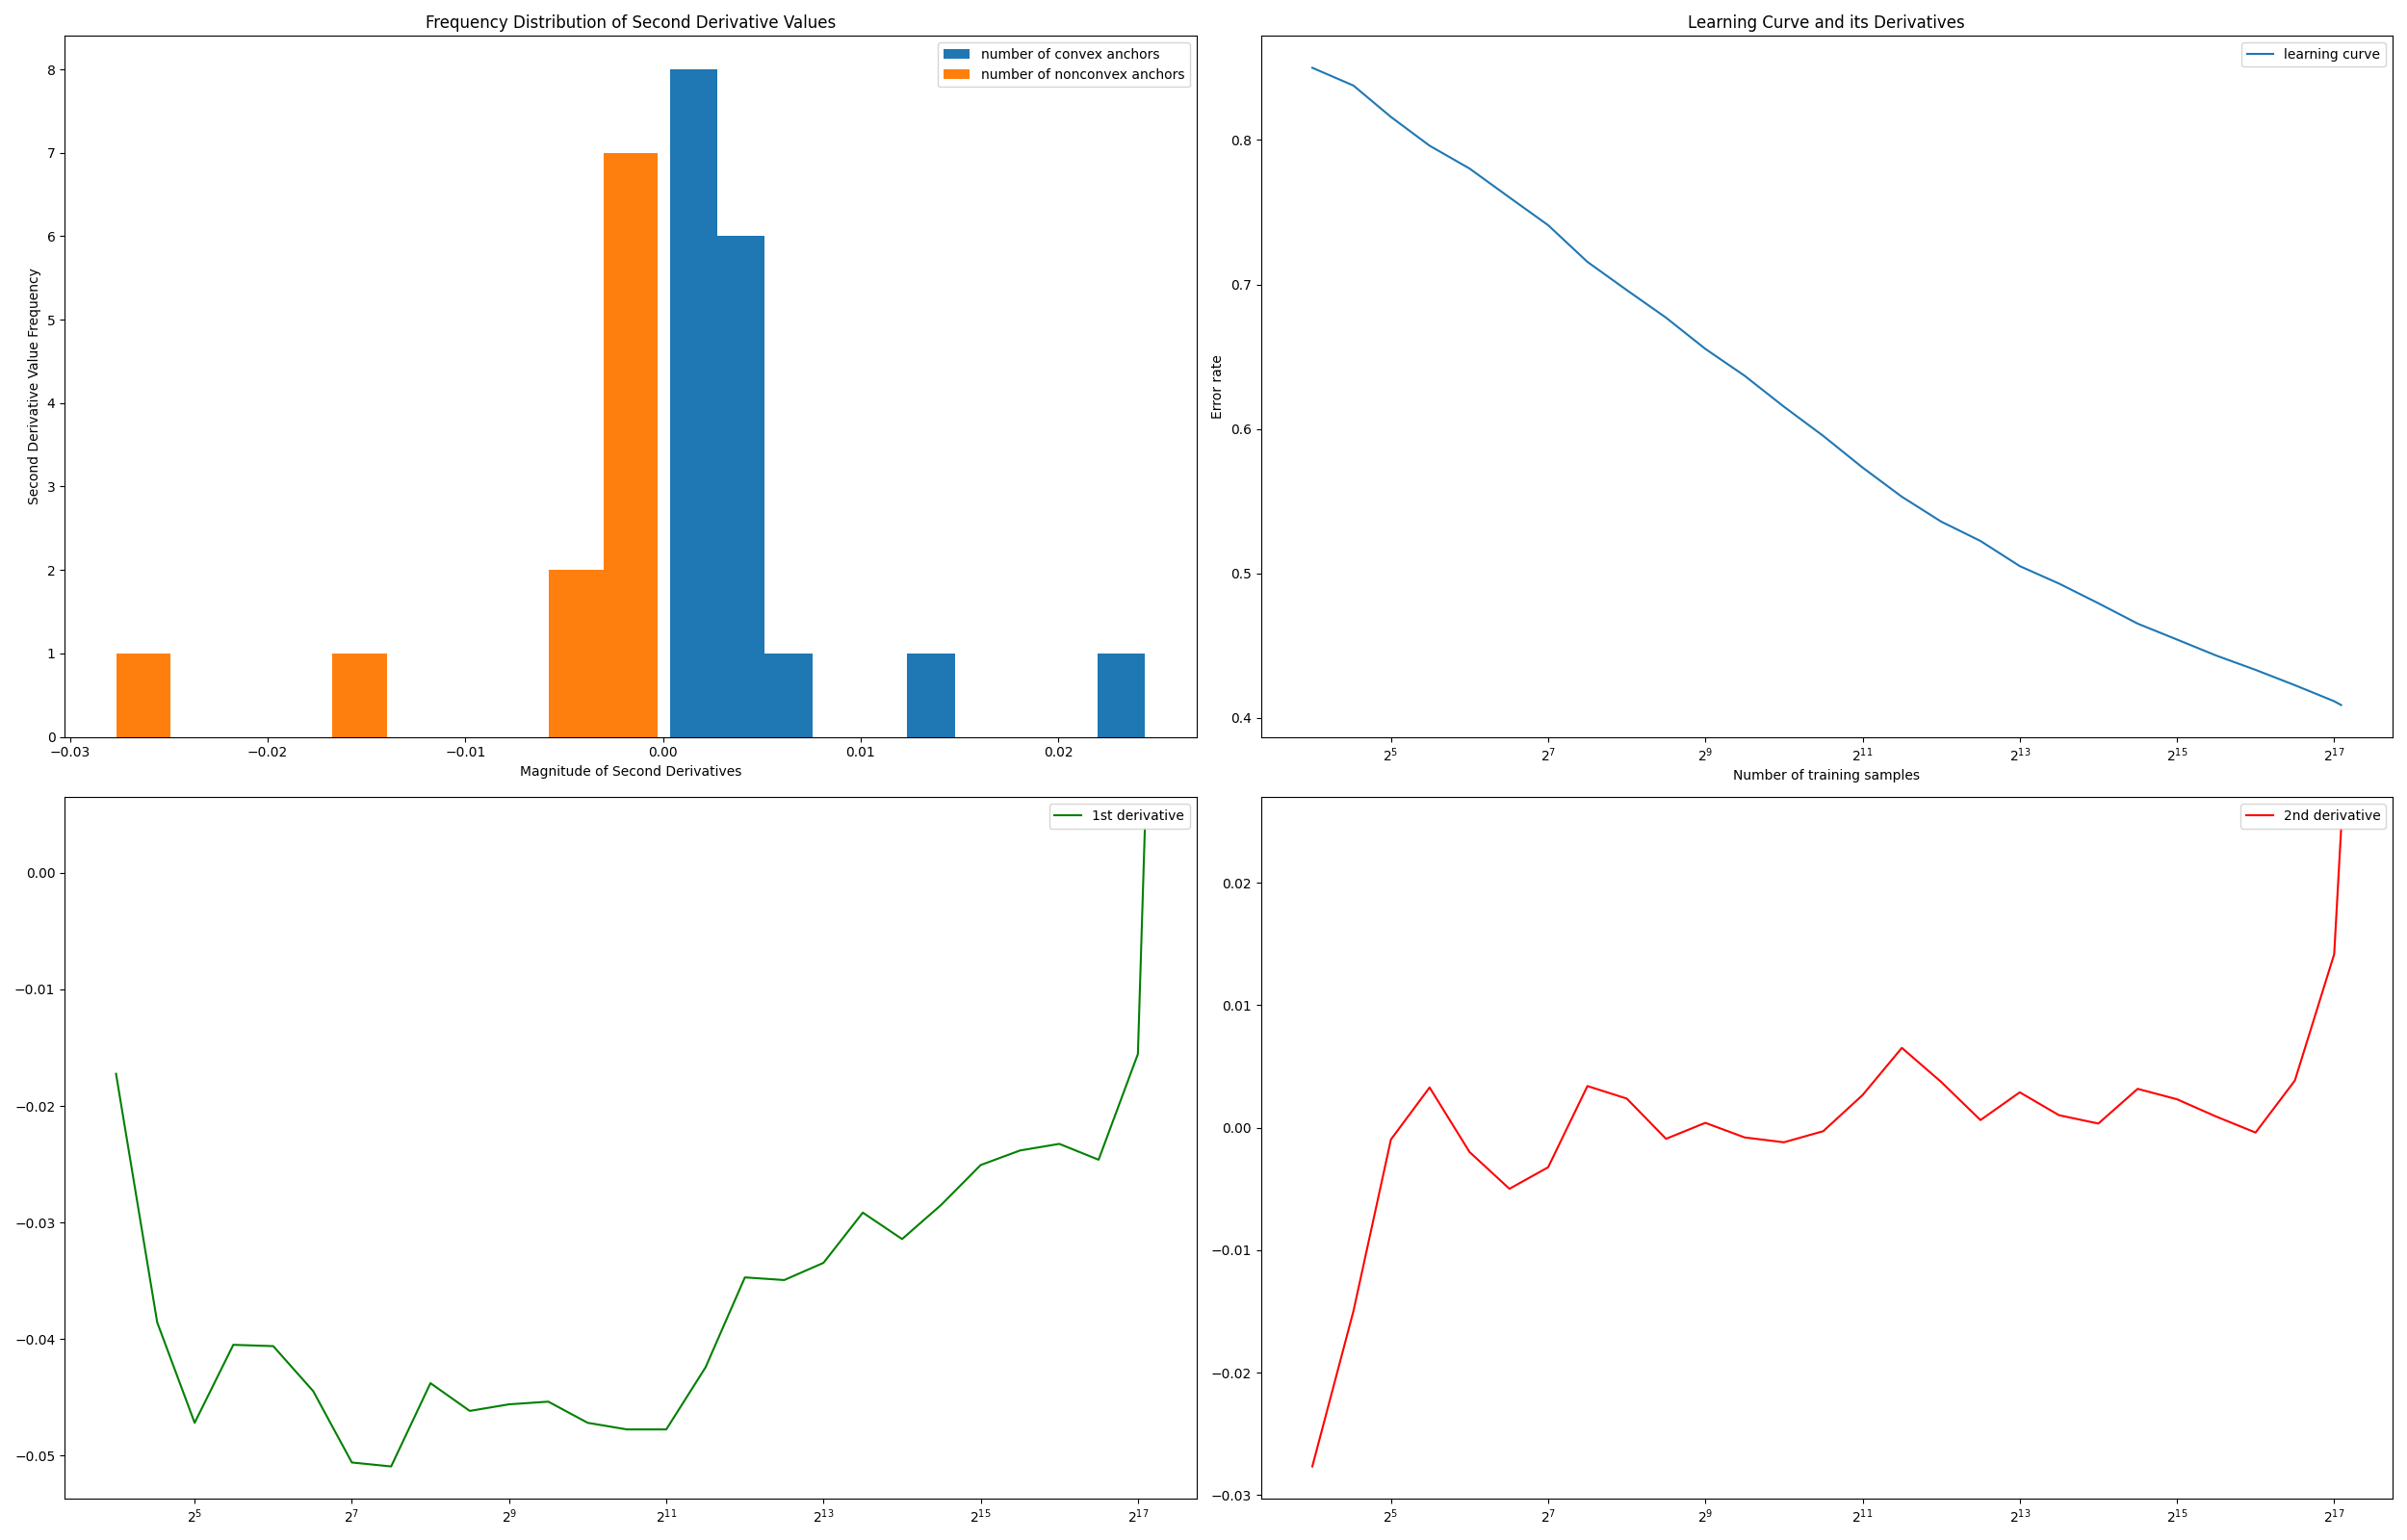 Frequency Distribution of Second Derivative Values
number of convex anchors
number of nonconvex anchors
Second Derivative Value Frequency
8
7
6
5
4
3
2
1
0
−0.03 −0.02 −0.01 0.00 0.01 0.02
Magnitude of Second Derivatives
Learning Curve and its Derivatives
learning curve
Error rate
0.8
0.7
0.6
0.5
0.4
2^5 2^7 2^9 2^11 2^13 2^15 2^17
Number of training samples
1st derivative
0.00
−0.01
−0.02
−0.03
−0.04
−0.05
2^5 2^7 2^9 2^11 2^13 2^15 2^17
2nd derivative
0.02
0.01
0.00
−0.01
−0.02
−0.03
2^5 2^7 2^9 2^11 2^13 2^15 2^17